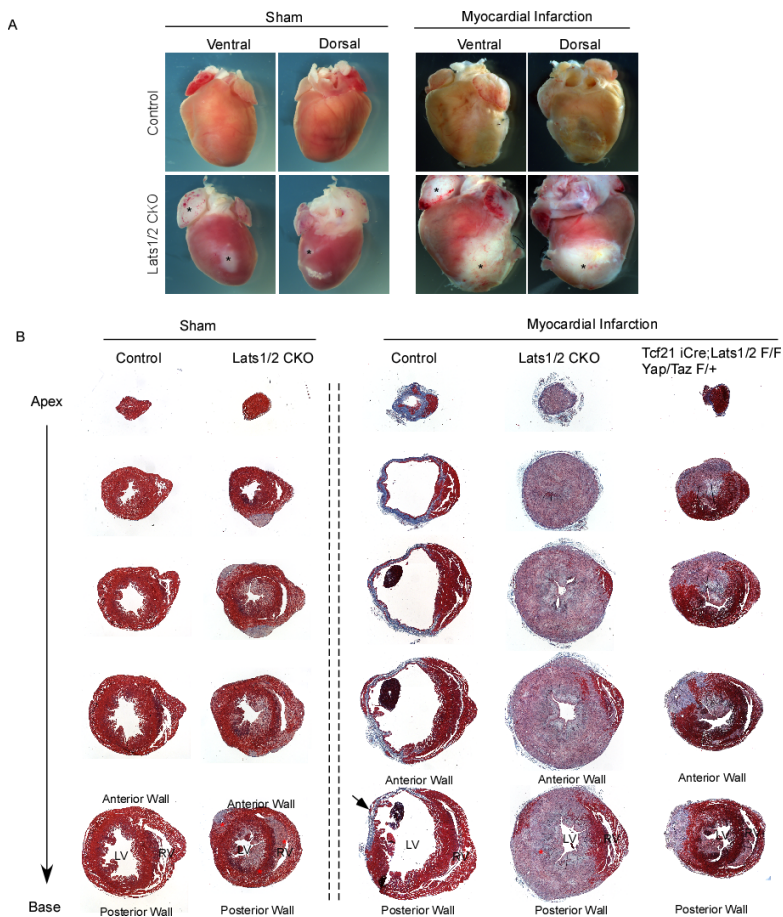 A
Sham
Myocardial Infarction
Ventral
Dorsal
Ventral
Dorsal
Control
Lats1/2 CKO
*
*
*
*
*
*
B
Sham
Myocardial Infarction
Control
Lats1/2 CKO
Control
Lats1/2 CKO
Tcf21 iCre;Lats1/2 F/F
Yap/Taz F/+
Apex
Anterior Wall
Anterior Wall
Anterior Wall
Anterior Wall
Anterior Wall
LV
RV
LV
RV
LV
RV
LV
LV
RV
Base
Posterior Wall
Posterior Wall
Posterior Wall
Posterior Wall
Posterior Wall